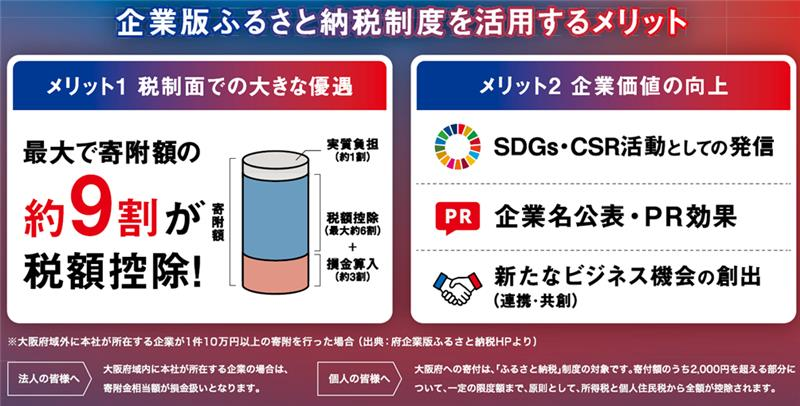 企業版ふるさと納税制度を活用するメリット
メリット1 税制面での大きな優遇
最大で寄附額の
約9割が
税額控除!
寄附額
実質負担
(約1割)
税額控除
(最大約6割)
+
損金算入
(約3割)
メリット2 企業価値の向上
SDGs・CSR活動としての発信
PR
企業名公表・PR効果
新たなビジネス機会の創出
(連携・共創)
※大阪府域外に本社が所在する企業が1件10万円以上の寄附を行った場合(出典:府企業版ふるさと納税HPより)
法人の皆様へ
大阪府域内に本社が所在する企業の場合は、
寄附金相当額が損金扱いとなります。
個人の皆様へ
大阪府への寄付は、「ふるさと納税」制度の対象です。寄付額のうち2,000円を超える部分に
ついて、一定の限度額まで、原則として、所得税と個人住民税から全額が控除されます。